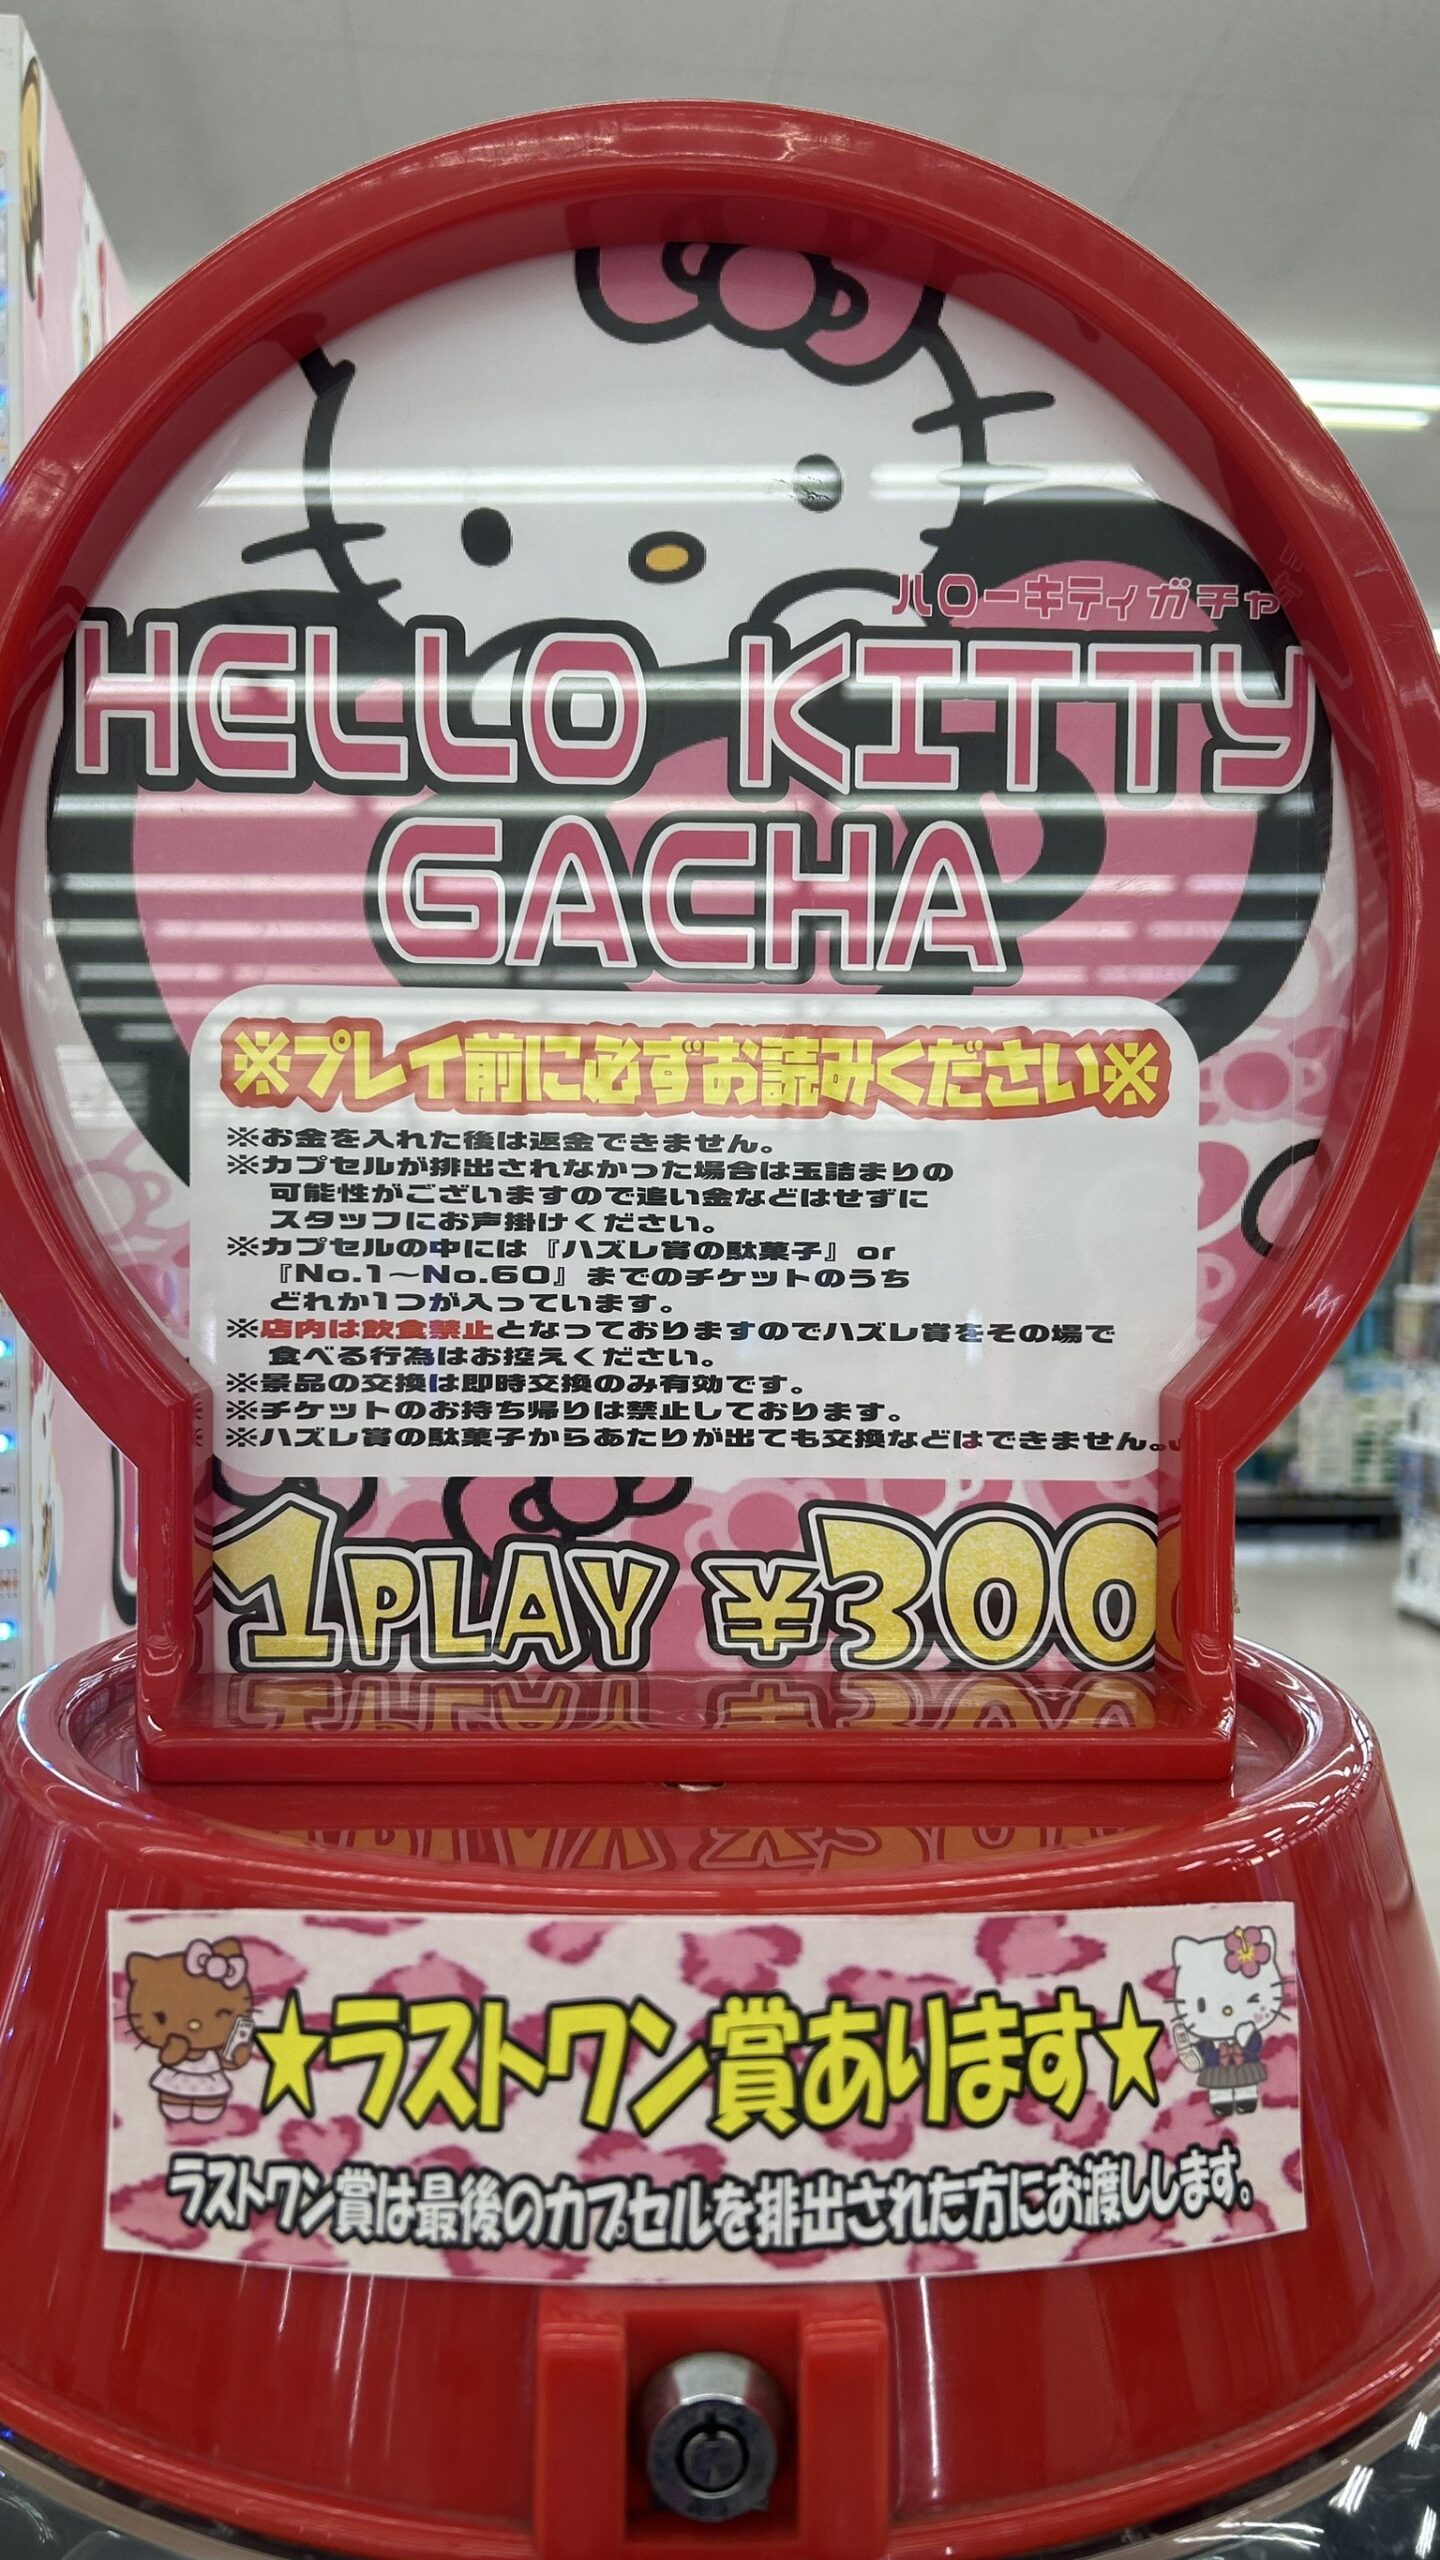 ハローキティガチャ
HELLO KITTY
GACHA
※プレイ前に必ずお読みください※
※お金を入れた後は返金できません。
※カプセルが排出されなかった場合は玉詰まりの
可能性がございますので追い金などはせずに
スタッフにお声掛けください。
※カプセルの中には『ハズレ賞の駄菓子』or
『No.1〜No.60』までのチケットのうち
どれか1つが入っています。
※店内は飲食禁止となっておりますのでハズレ賞をその場で
食べる行為はお控えください。
※景品の交換は即時交換のみ有効です。
※チケットのお持ち帰りは禁止しております。
※ハズレ賞の駄菓子からあたりが出ても交換などはできません。
1PLAY ¥300
★ラストワン賞あります★
ラストワン賞は最後のカプセルを排出された方にお渡しします。